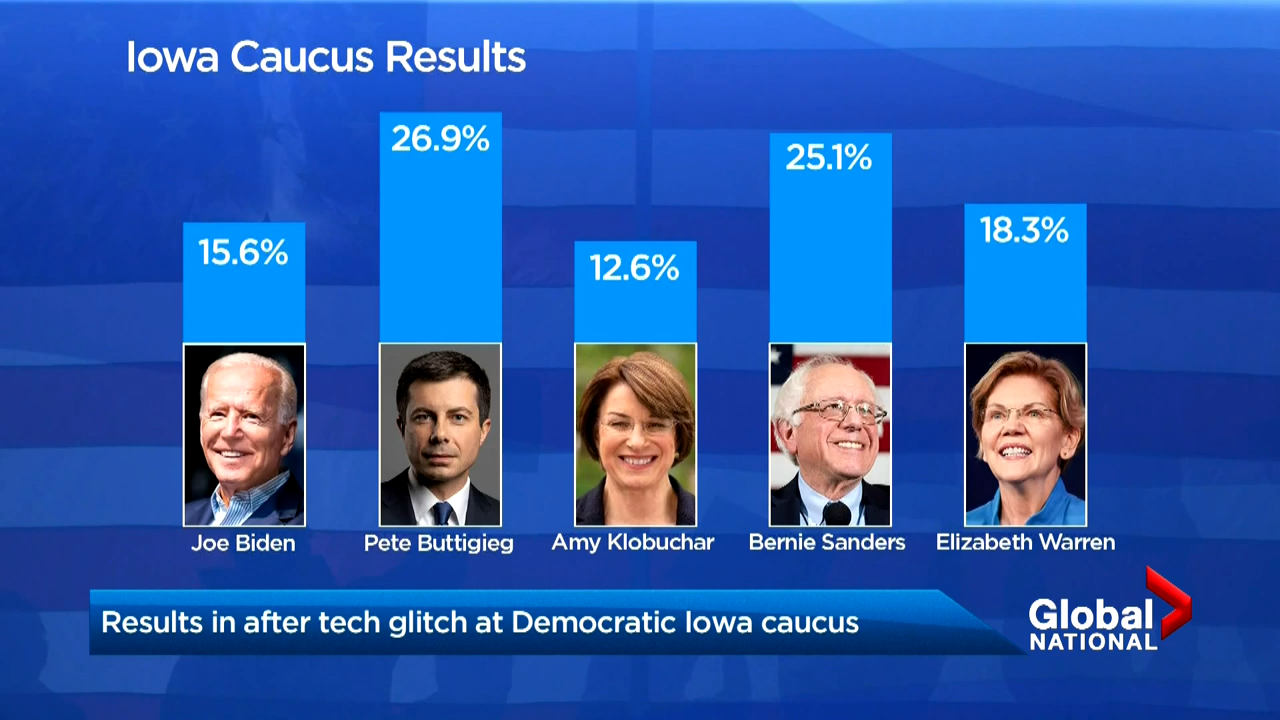 Iowa Caucus Results
26.9%
25.1%
15.6%
18.3%
12.6%
Joe Biden
Pete Buttigieg
Amy Klobuchar
Bernie Sanders
Elizabeth Warren
Results in after tech glitch at Democratic Iowa caucus
Global
NATIONAL